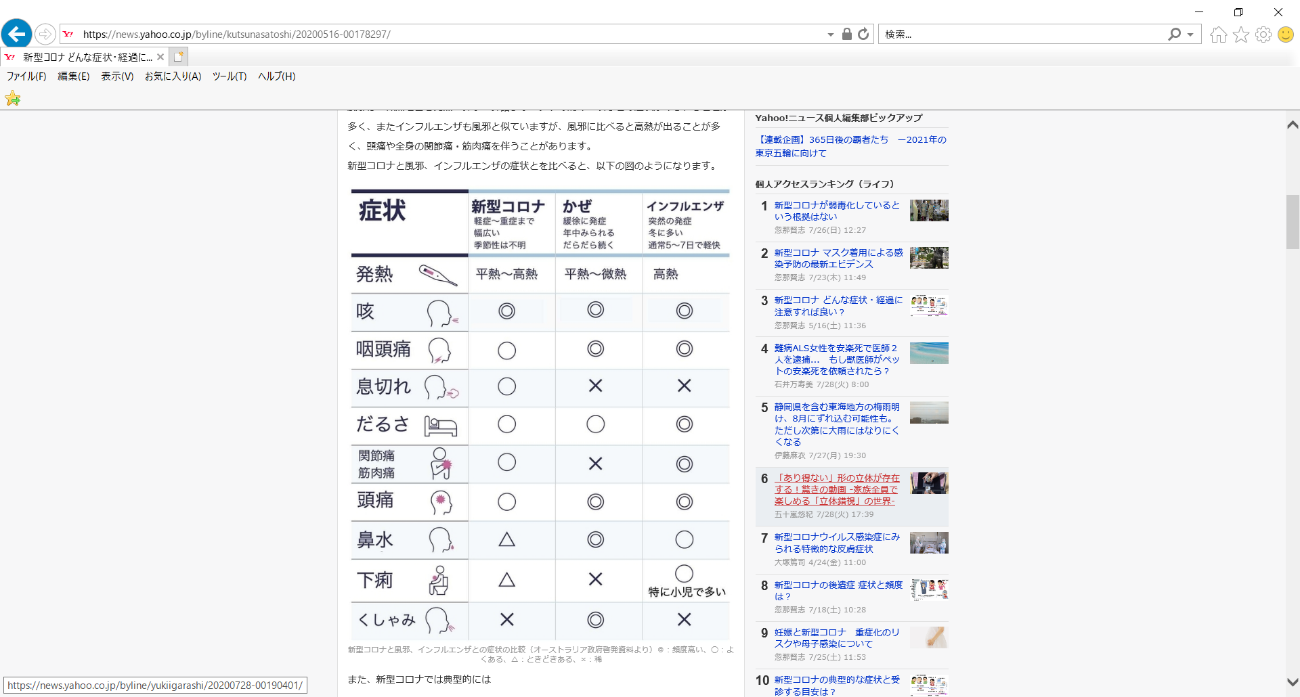 https://news.yahoo.co.jp/byline/kutsunasatoshi/20200516-00178297/
検索...
新型コロナ どんな症状・経過に...
ファイル(F) 編集(E) 表示(V) お気に入り(A) ツール(T) ヘルプ(H)
多く、またインフルエンザも風邪と似ていますが、風邪に比べると高熱が出ることが多
く、頭痛や全身の関節痛・筋肉痛を伴うことがあります。
新型コロナと風邪、インフルエンザの症状とを比べると、以下の図のようになります。
症状 新型コロナ かぜ インフルエンザ
軽症〜重症まで 緩徐に発症 突然の発症
幅広い 年中みられる 冬に多い
季節性は不明 だらだら続く 通常5〜7日で軽快
発熱 平熱〜高熱 平熱〜微熱 高熱
咳 ◎ ◎ ◎
咽頭痛 ○ ◎ ◎
息切れ ○ × ×
だるさ ○ ○ ◎
関節痛
筋肉痛 ○ × ◎
頭痛 ○ ◎ ◎
鼻水 △ ◎ ○
下痢 △ × ○
特に小児で多い
くしゃみ × ◎ ×
新型コロナと風邪、インフルエンザとの症状の比較（オーストラリア政府啓発資料より）◎：頻度高い、○：よ
くある、△：ときどきある、×：稀
また、新型コロナでは典型的には
Yahoo!ニュース個人編集部ピックアップ
【連載企画】365日後の覇者たち　ー2021年の
東京五輪に向けて
個人アクセスランキング（ライフ）
1 新型コロナが弱毒化していると
いう根拠はない
忽那賢志 7/26(日) 12:27
2 新型コロナ マスク着用による感
染予防の最新エビデンス
忽那賢志 7/23(木) 11:49
3 新型コロナ どんな症状・経過に
注意すれば良い？
忽那賢志 5/16(土) 11:36
4 難病ALS女性を安楽死で医師２
人を逮捕...　もし獣医師がペッ
トの安楽死を依頼されたら？
石井万寿美 7/28(火) 8:00
5 静岡県を含む東海地方の梅雨明
け、8月にずれ込む可能性も。
ただし次第に大雨にはなりにく
くなる
伊藤麻衣 7/27(月) 19:30
6 「あり得ない」形の立体が存在
する！驚きの動画 -家族全員で
楽しめる「立体錯視」の世界-
五十嵐悠紀 7/28(火) 17:39
7 新型コロナウイルス感染症にみ
られる特徴的な皮膚症状
大塚篤司 4/24(金) 11:00
8 新型コロナの後遺症 症状と頻度
は？
忽那賢志 7/18(土) 10:28
9 妊娠と新型コロナ　重症化のリ
スクや母子感染について
忽那賢志 7/25(土) 11:53
10 新型コロナの典型的な症状と受
診する目安は？
https://news.yahoo.co.jp/byline/yukiigarashi/20200728-00190401/